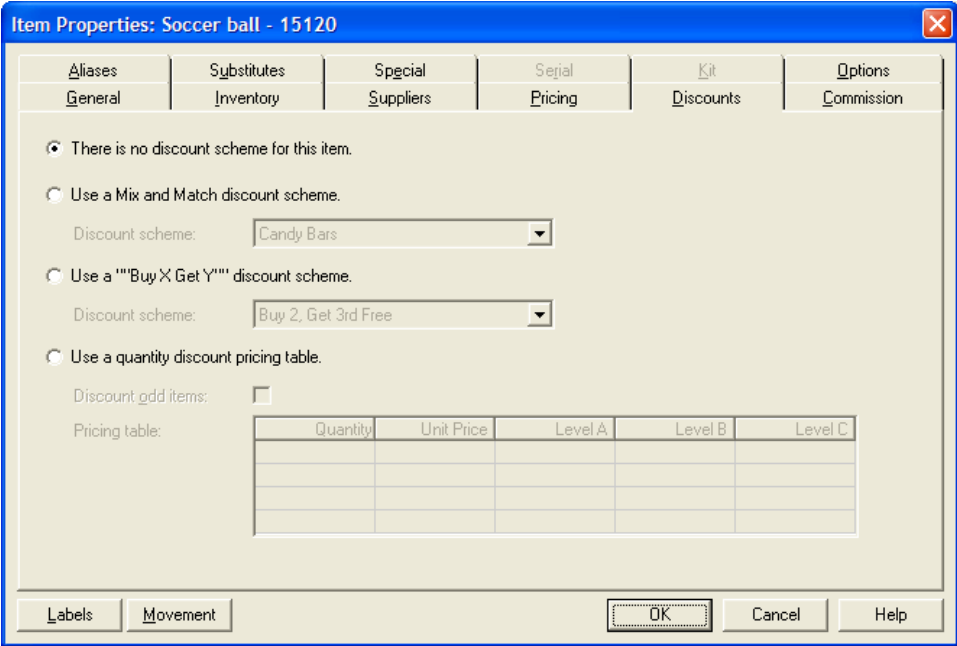 Item Properties: Soccer ball - 15120
Aliases Substitutes Special Serial Kit Options
General Inventory Suppliers Pricing Discounts Commission
There is no discount scheme for this item.
Use a Mix and Match discount scheme.
Discount scheme: Candy Bars
Use a ""Buy X Get Y"" discount scheme.
Discount scheme: Buy 2, Get 3rd Free
Use a quantity discount pricing table.
Discount odd items:
Pricing table: Quantity Unit Price Level A Level B Level C
Labels Movement OK Cancel Help